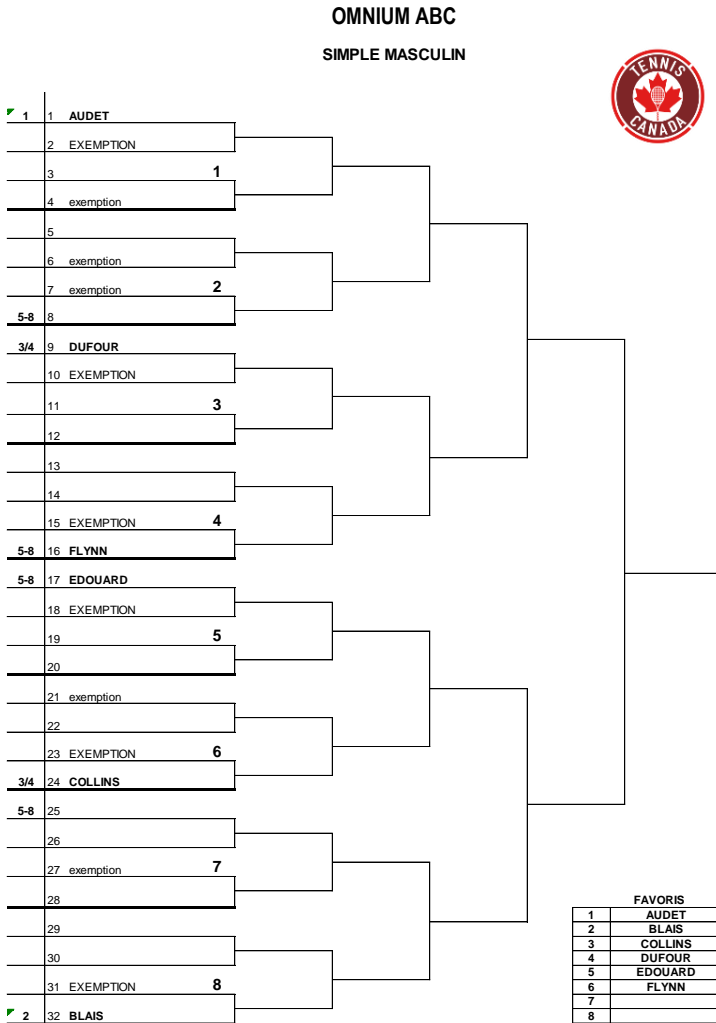 OMNIUM ABC
SIMPLE MASCULIN
TENNIS CANADA
1 1 AUDET
2 EXEMPTION
3 1
4 exemption
5
6 exemption
7 exemption 2
5-8 8
3/4 9 DUFOUR
10 EXEMPTION
11 3
12
13
14
15 EXEMPTION 4
5-8 16 FLYNN
5-8 17 EDOUARD
18 EXEMPTION
19 5
20
21 exemption
22
23 EXEMPTION 6
3/4 24 COLLINS
5-8 25
26
27 exemption 7
28
29
30
31 EXEMPTION 8
2 32 BLAIS
FAVORIS
1 AUDET
2 BLAIS
3 COLLINS
4 DUFOUR
5 EDOUARD
6 FLYNN
7
8